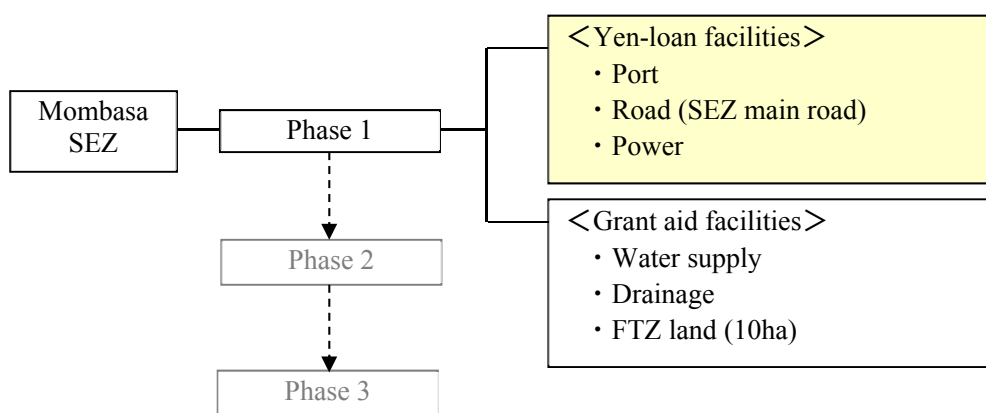 Mombasa
SEZ
Phase 1
Phase 2
Phase 3
＜Yen-loan facilities＞
・Port
・Road (SEZ main road)
・Power
＜Grant aid facilities＞
・Water supply
・Drainage
・FTZ land (10ha)